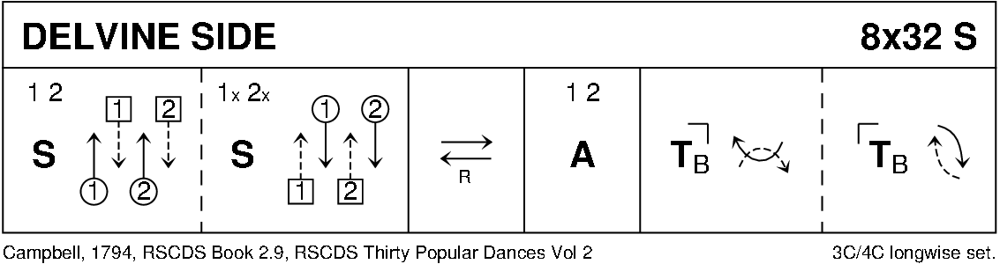 DELVINE SIDE 8x32 S
1 2 1x 2x 1 2
1 2 1 2
S S R A TB TB
1 2 1 2
Campbell, 1794, RSCDS Book 2.9, RSCDS Thirty Popular Dances Vol 2 3C/4C longwise set.